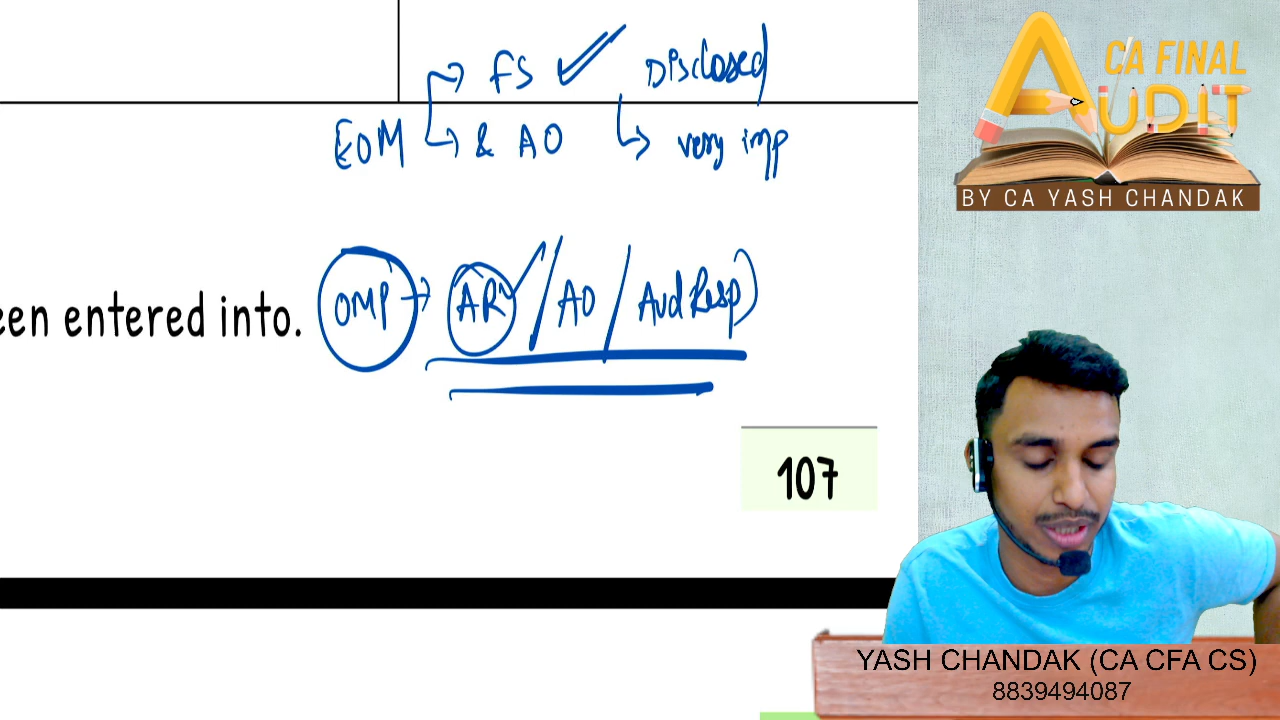 → FS ✓ Disclosed
EOM → & AO ↳ very imp
een entered into. OMP → AR / AO / Aud Resp)
107
CA FINAL
AUDIT
BY CA YASH CHANDAK
YASH CHANDAK (CA CFA CS)
8839494087